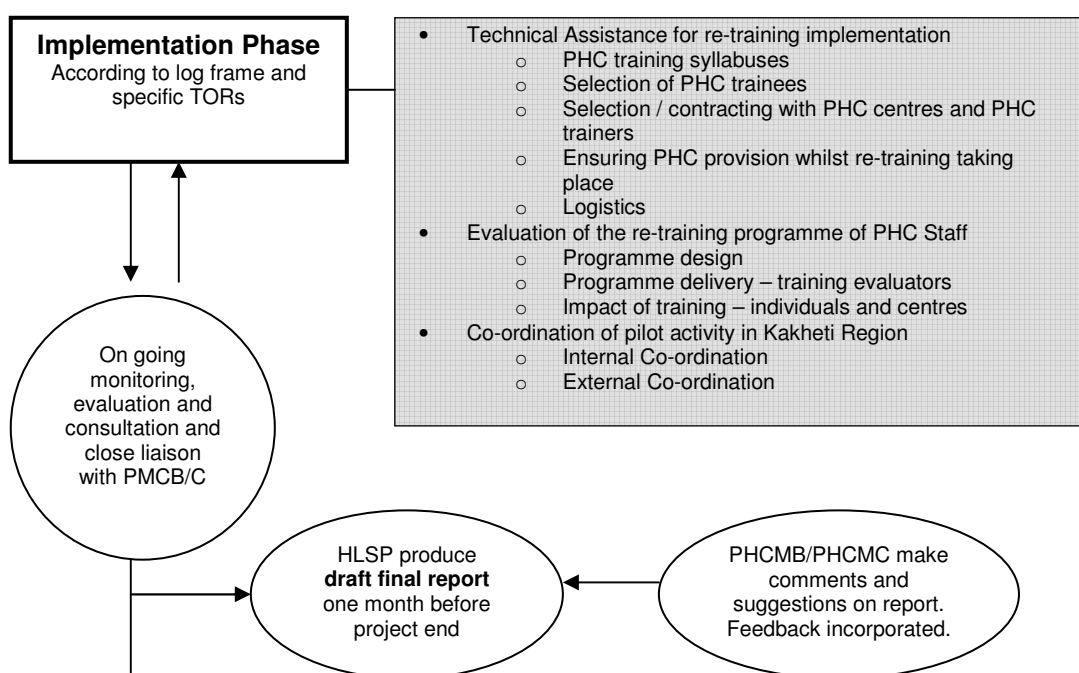 Implementation Phase
According to log frame and
specific TORs
• Technical Assistance for re-training implementation
o PHC training syllabuses
o Selection of PHC trainees
o Selection / contracting with PHC centres and PHC
trainers
o Ensuring PHC provision whilst re-training taking
place
o Logistics
• Evaluation of the re-training programme of PHC Staff
o Programme design
o Programme delivery – training evaluators
o Impact of training – individuals and centres
• Co-ordination of pilot activity in Kakheti Region
o Internal Co-ordination
o External Co-ordination
On going
monitoring,
evaluation and
consultation and
close liaison
with PMCB/C
HLSP produce
draft final report
one month before
project end
PHCMB/PHCMC make
comments and
suggestions on report.
Feedback incorporated.